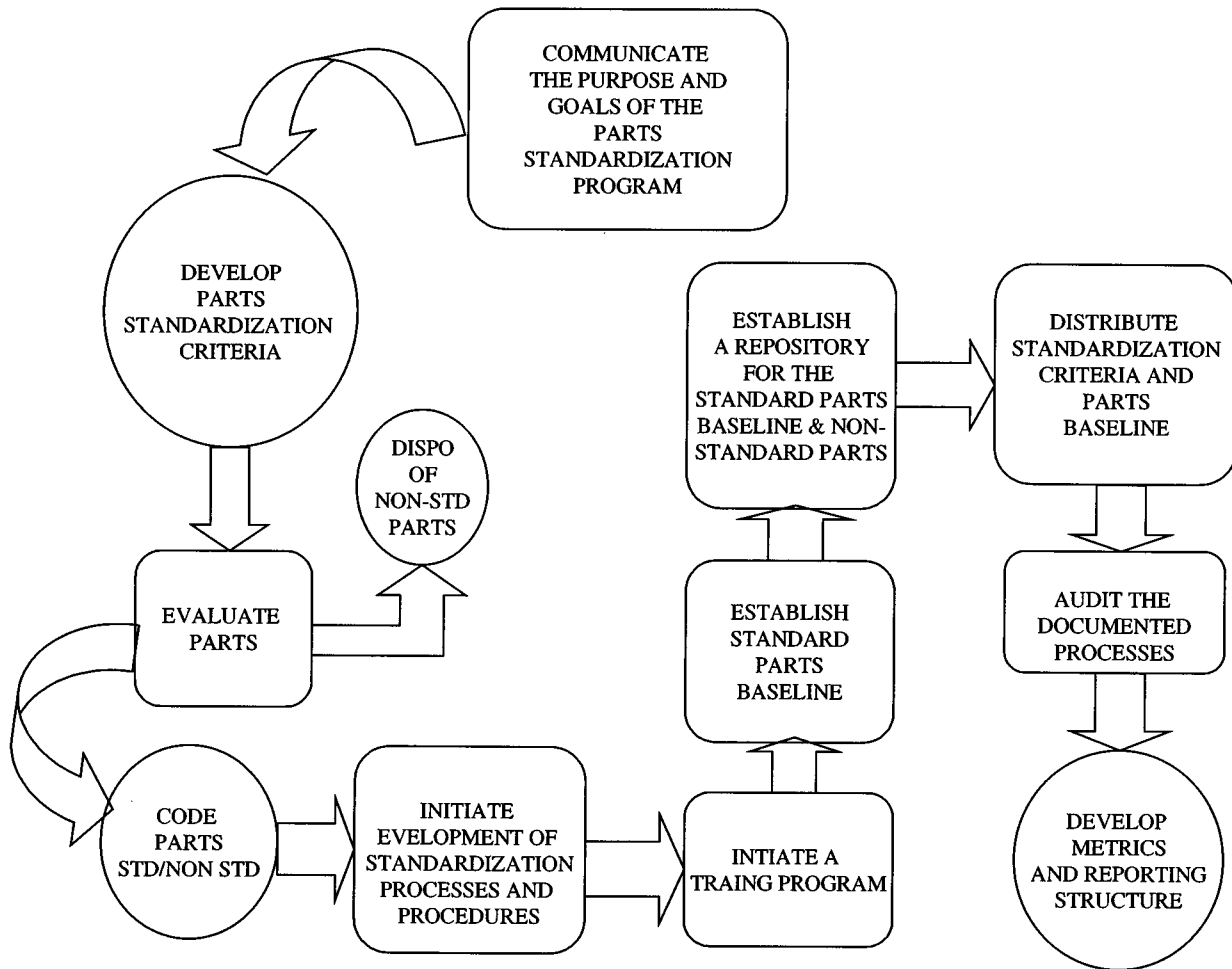 COMMUNICATE
THE PURPOSE AND
GOALS OF THE
PARTS
STANDARDIZATION
PROGRAM
DEVELOP
PARTS
STANDARDIZATION
CRITERIA
EVALUATE
PARTS
DISPO
OF
NON-STD
PARTS
CODE
PARTS
STD/NON STD
INITIATE
EVELOPMENT OF
STANDARDIZATION
PROCESSES AND
PROCEDURES
INTIATE A
TRAING PROGRAM
ESTABLISH
STANDARD
PARTS
BASELINE
ESTABLISH
A REPOSITORY
FOR THE
STANDARD PARTS
BASELINE & NON-
STANDARD PARTS
DISTRIBUTE
STANDARDIZATION
CRITERIA AND
PARTS
BASELINE
AUDIT THE
DOCUMENTED
PROCESSES
DEVELOP
METRICS
AND REPORTING
STRUCTURE